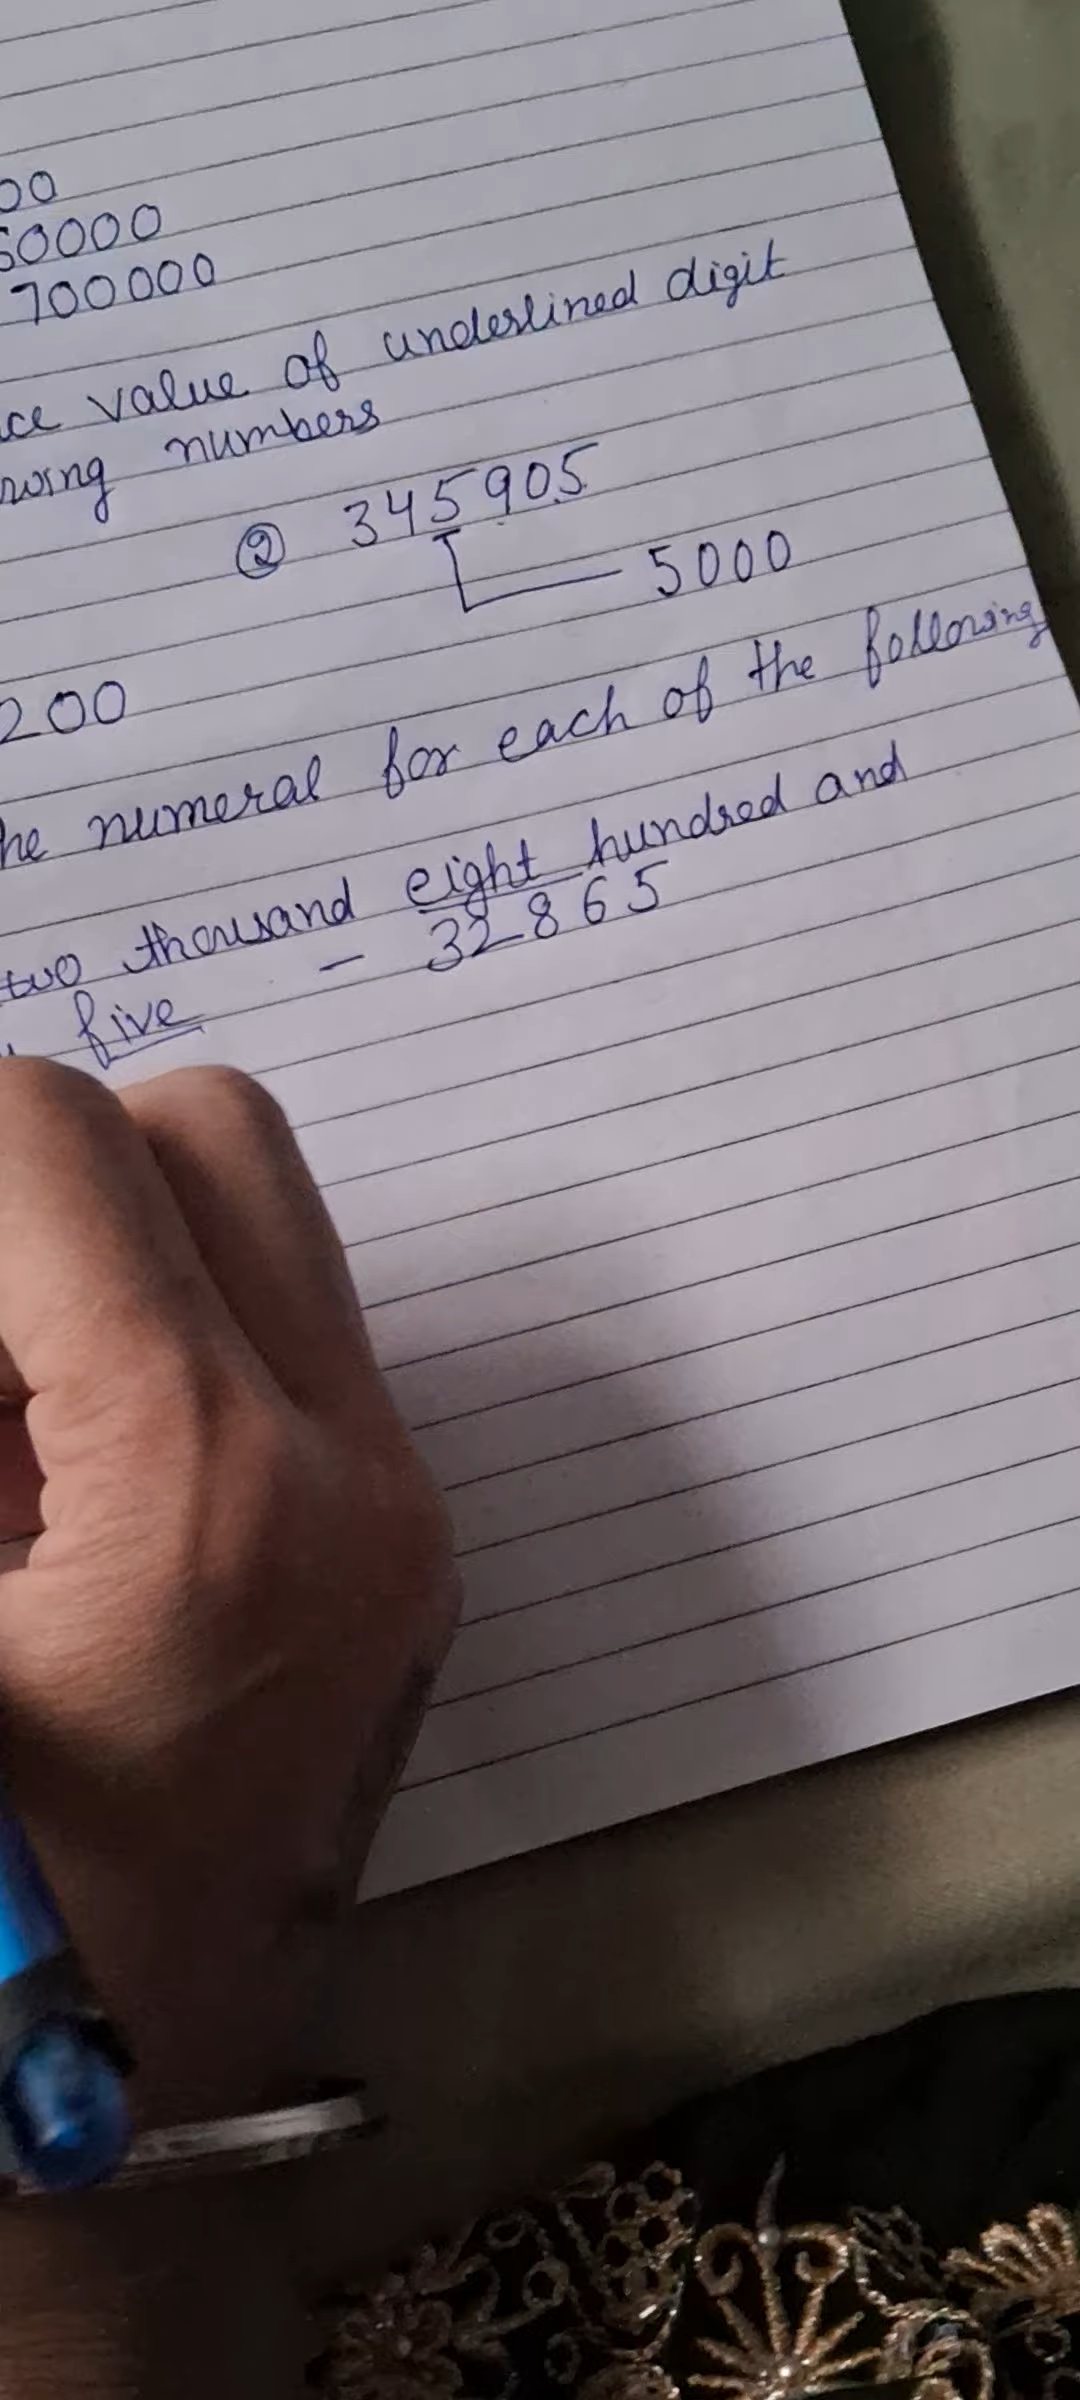 00
60000
700000
ce value of underlined digit
wing numbers
② 345905
5000
200
he numeral for each of the following
two thousand eight hundred and
five - 32865